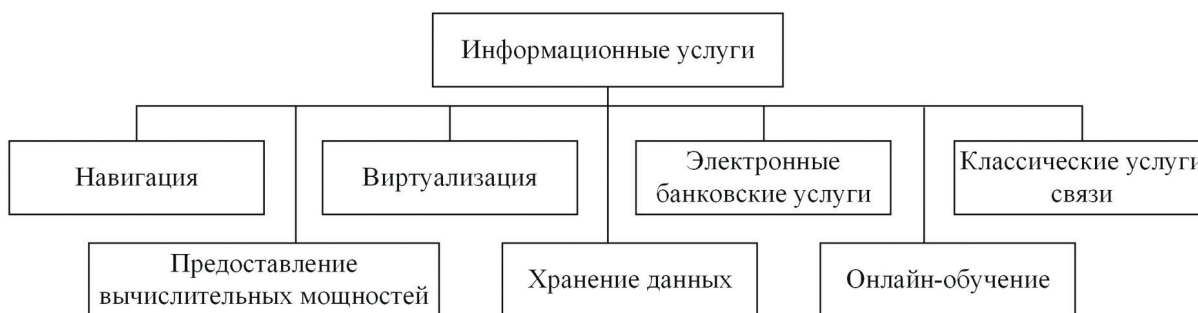 Информационные услуги
Навигация
Виртуализация
Электронные
банковские услуги
Классические услуги
связи
Предоставление
вычислительных мощностей
Хранение данных
Онлайн-обучение